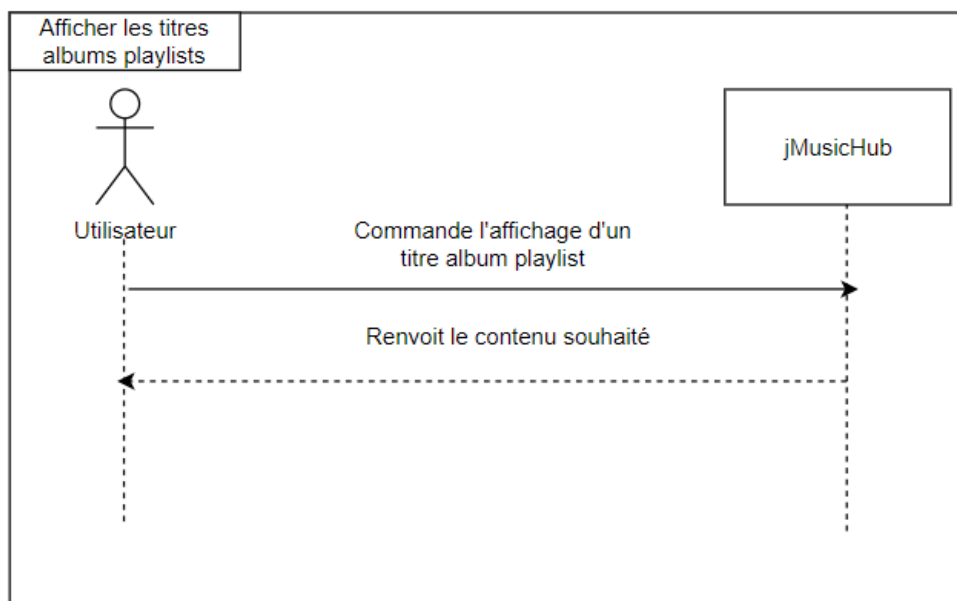 Afficher les titres
albums playlists
jMusicHub
Utilisateur
Commande l'affichage d'un
titre album playlist
Renvoit le contenu souhaité